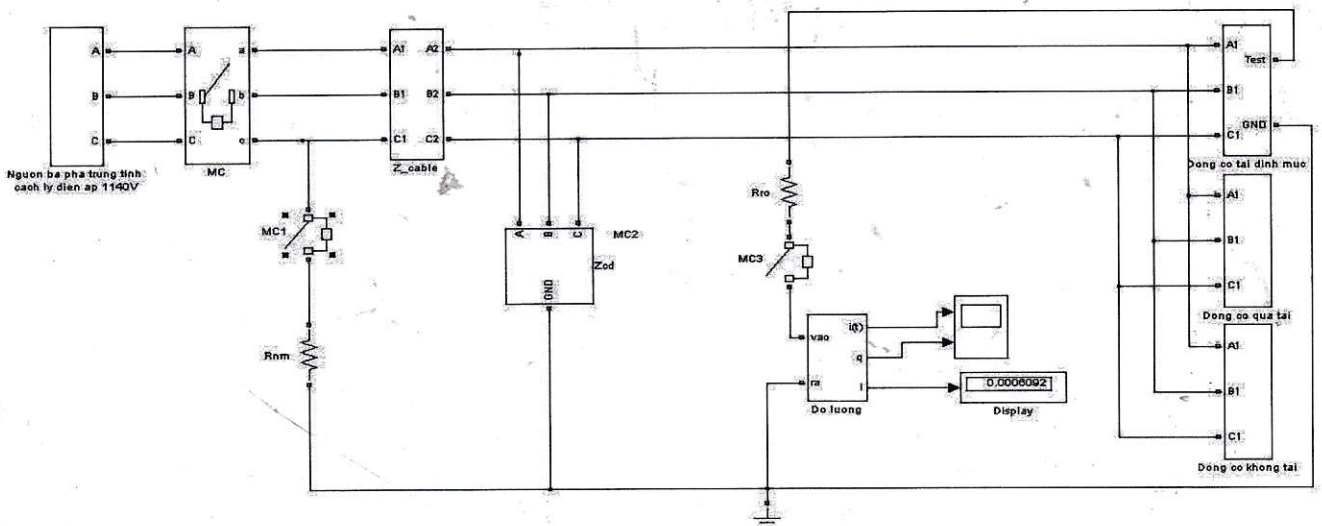 A
B
C
Nguon ba pha trung tinh
cach ly dien ap 1140V
A
B
C
a
b
c
MC
A1
B1
C1
A2
B2
C2
Z_cable
MC1
Rnm
A
B
C
GND
MC2
Zod
Rro
MC3
vao
ra
i(t)
q
I
Do luong
0.0006092
Display
A1
B1
C1
Test
GND
Dong co tai dinh muc
A1
B1
C1
Dong co qua tai
A1
B1
C1
Dong co khong tai